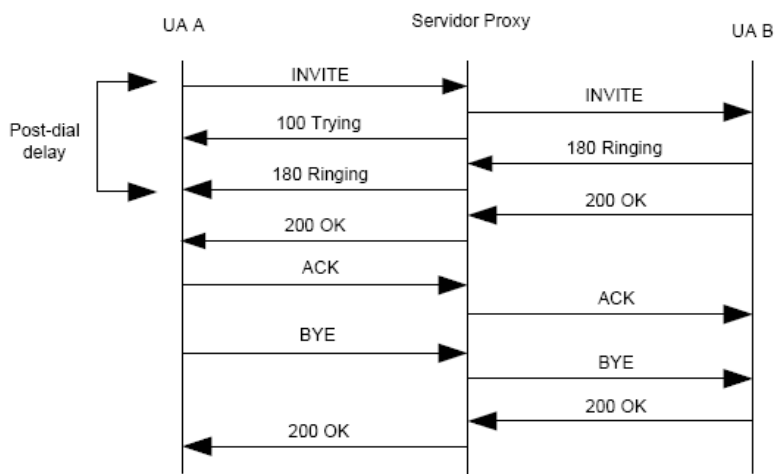 UA A
Servidor Proxy
UA B
INVITE
INVITE
Post-dial
delay
100 Trying
180 Ringing
180 Ringing
200 OK
200 OK
ACK
ACK
BYE
BYE
200 OK
200 OK